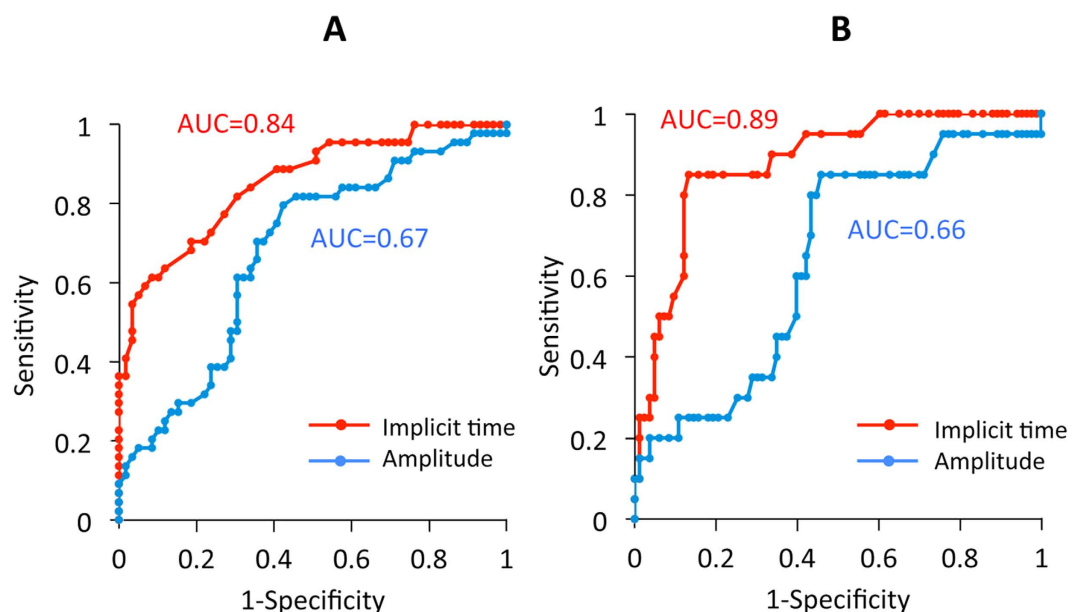 A
AUC=0.84
AUC=0.67
Sensitivity
1
0.8
0.6
0.4
0.2
0
Implicit time
Amplitude
0 0.2 0.4 0.6 0.8 1
1-Specificity
B
AUC=0.89
AUC=0.66
Sensitivity
1
0.8
0.6
0.4
0.2
0
Implicit time
Amplitude
0 0.2 0.4 0.6 0.8 1
1-Specificity